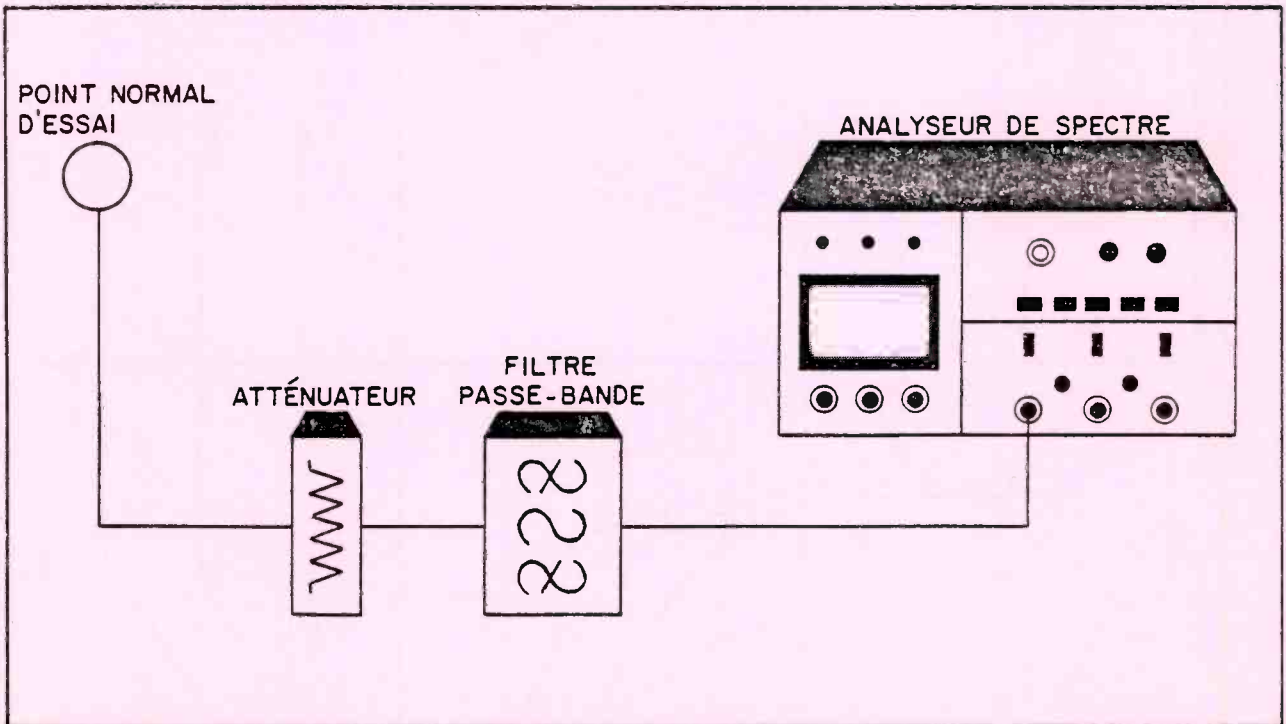 POINT NORMAL
D'ESSAI
ANALYSEUR DE SPECTRE
ATTÉNUATEUR
FILTRE
PASSE-BANDE